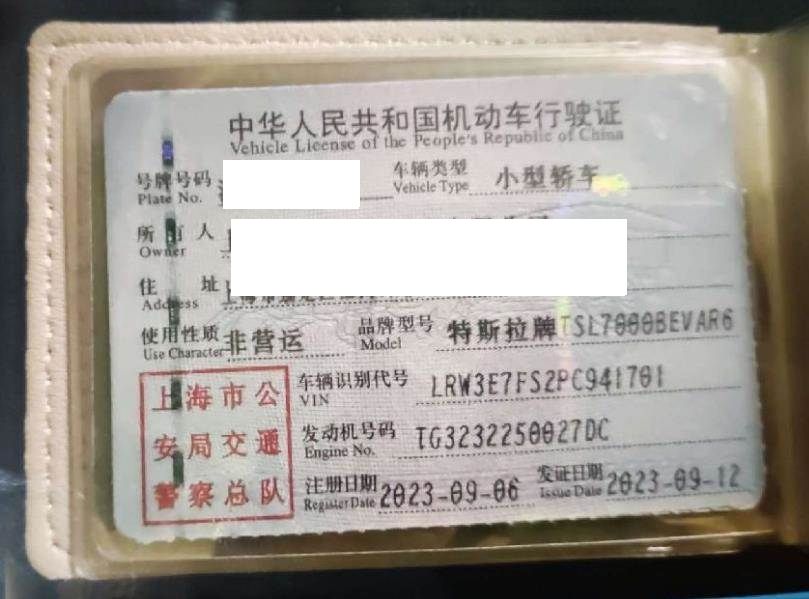 中华人民共和国机动车行驶证
Vehicle License of the People's Republic of China
号牌号码
Plate No.
车辆类型 小型轿车
Vehicle Type
所有人
Owner
住 址
Address
使用性质 非营运
Use Character
品牌型号 特斯拉牌TSL7000BEVAR6
Model
上海市公
安局交通
警察总队
车辆识别代号 LRW3E7FS2PC941701
VIN
发动机号码 TG3232250027DC
Engine No.
注册日期 2023-09-06
Register Date
发证日期 2023-09-12
Issue Date